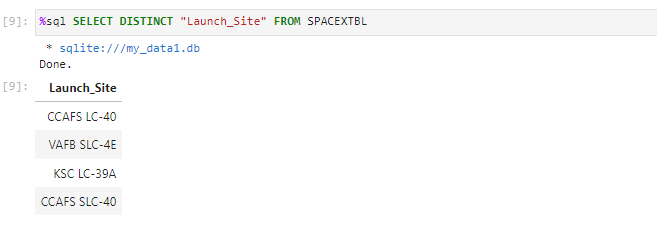 [9]: %sql SELECT DISTINCT "Launch_Site" FROM SPACEXTBL
* sqlite:///my_data1.db
Done.
[9]: Launch_Site
CCAFS LC-40
VAFB SLC-4E
KSC LC-39A
CCAFS SLC-40